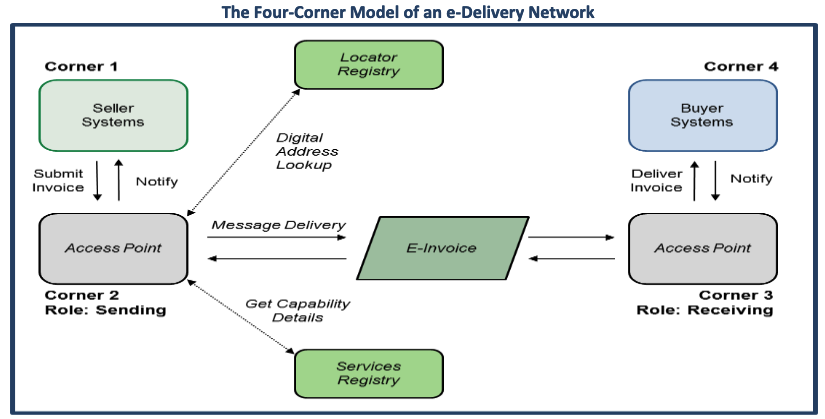 The Four-Corner Model of an e-Delivery Network
Corner 1
Seller
Systems
Locator
Registry
Corner 4
Buyer
Systems
Digital
Address
Lookup
Submit
Invoice
Notify
Deliver
Invoice
Notify
Access Point
Message Delivery
E-Invoice
Access Point
Corner 2
Role: Sending
Get Capability
Details
Corner 3
Role: Receiving
Services
Registry